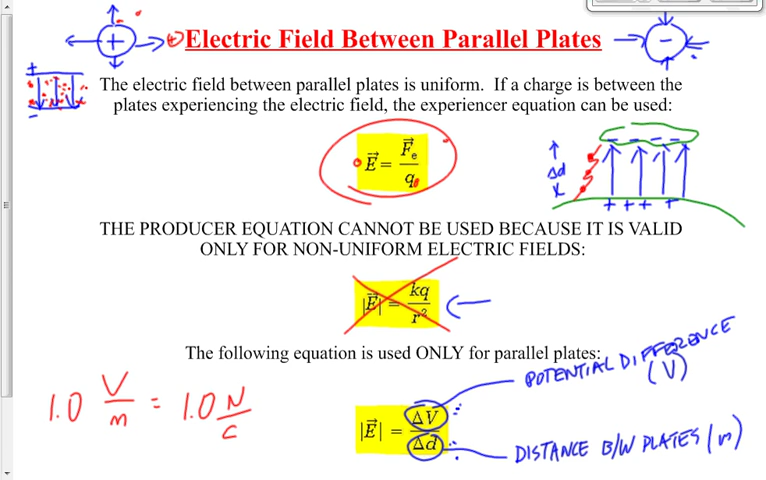 Electric Field Between Parallel Plates
The electric field between parallel plates is uniform. If a charge is between the
plates experiencing the electric field, the experiencer equation can be used:
E⃗ = F⃗e / q
Δd
THE PRODUCER EQUATION CANNOT BE USED BECAUSE IT IS VALID
ONLY FOR NON-UNIFORM ELECTRIC FIELDS:
|E⃗| = kq / r²
The following equation is used ONLY for parallel plates:
POTENTIAL DIFFERENCE
(V)
1.0 V/m = 1.0 N/C
|E⃗| = ΔV / Δd
DISTANCE B/W PLATES (m)